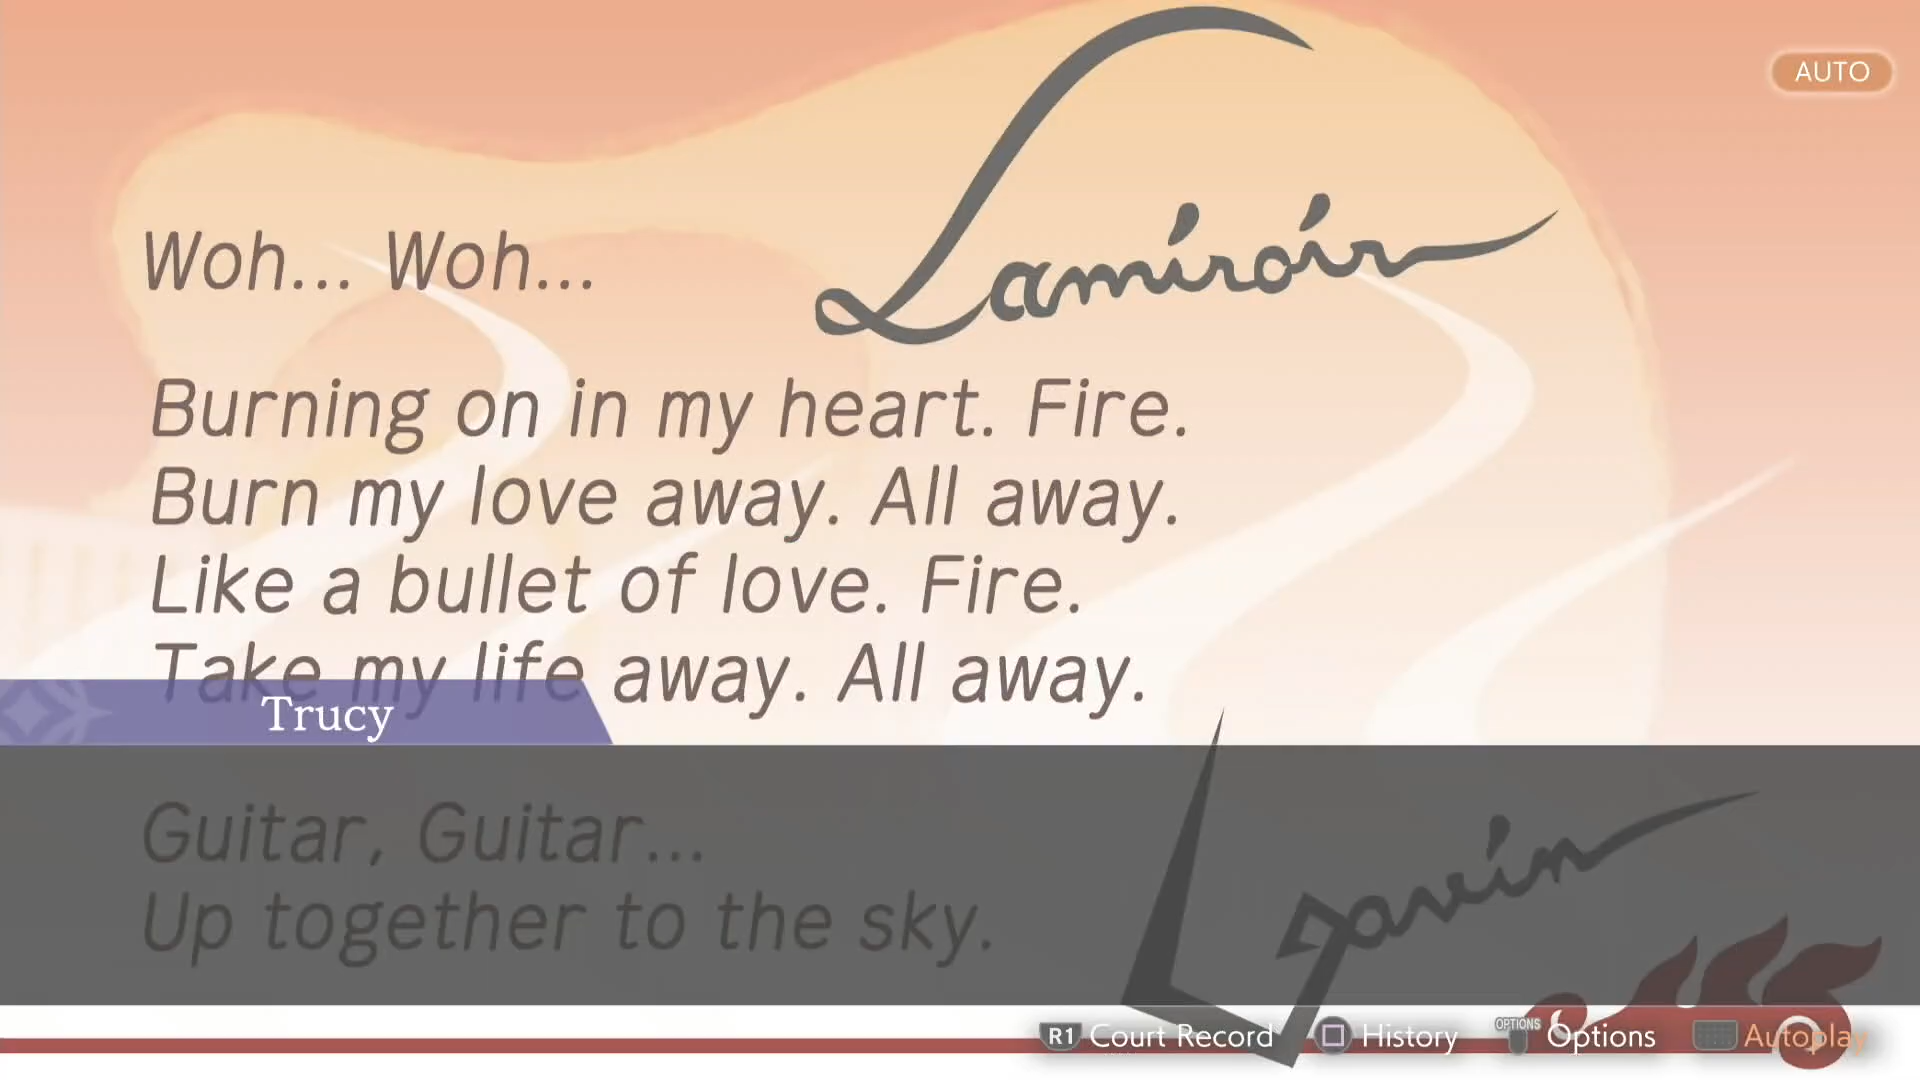 AUTO
Lamiroir
Woh... Woh...
Burning on in my heart. Fire.
Burn my love away. All away.
Like a bullet of love. Fire.
Take my life away. All away.
Trucy
Guitar, Guitar...
Up together to the sky.
Gavin
R1 Court Record History OPTIONS Options Autoplay